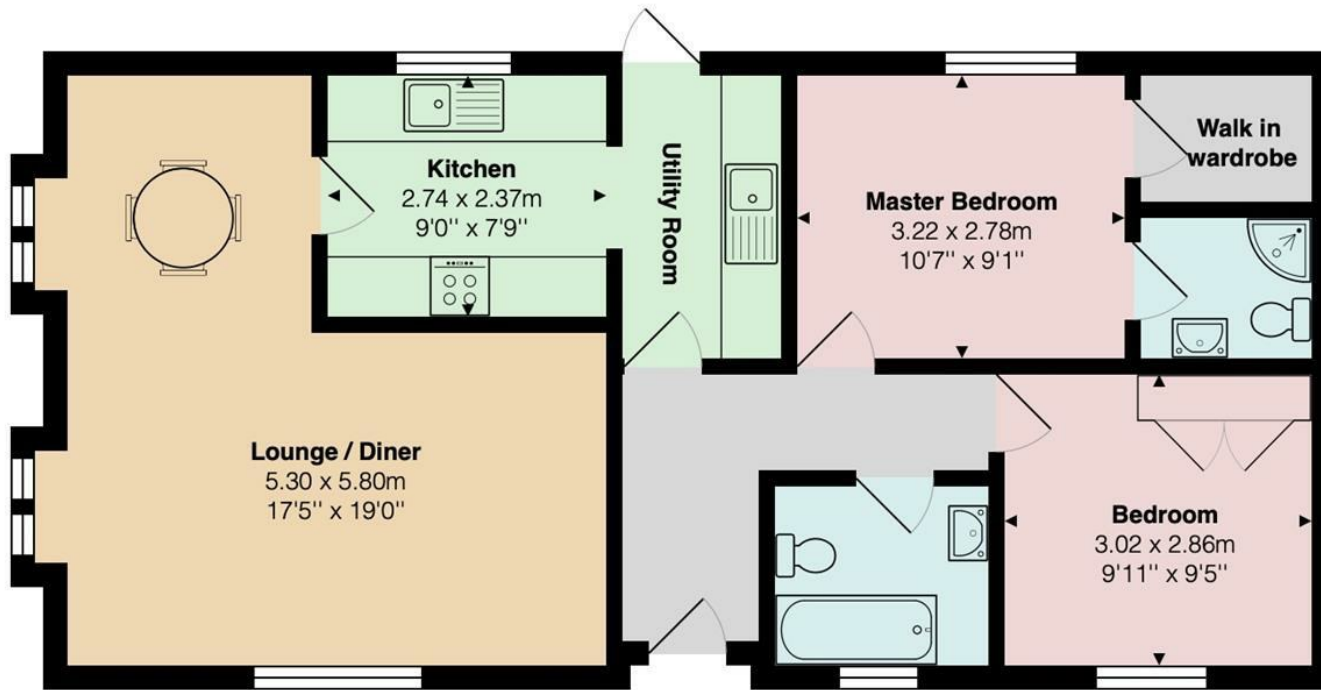 Kitchen
2.74 x 2.37m
9'0'' x 7'9''
Utility Room
Master Bedroom
3.22 x 2.78m
10'7'' x 9'1''
Walk in
wardrobe
Lounge / Diner
5.30 x 5.80m
17'5'' x 19'0''
Bedroom
3.02 x 2.86m
9'11'' x 9'5''